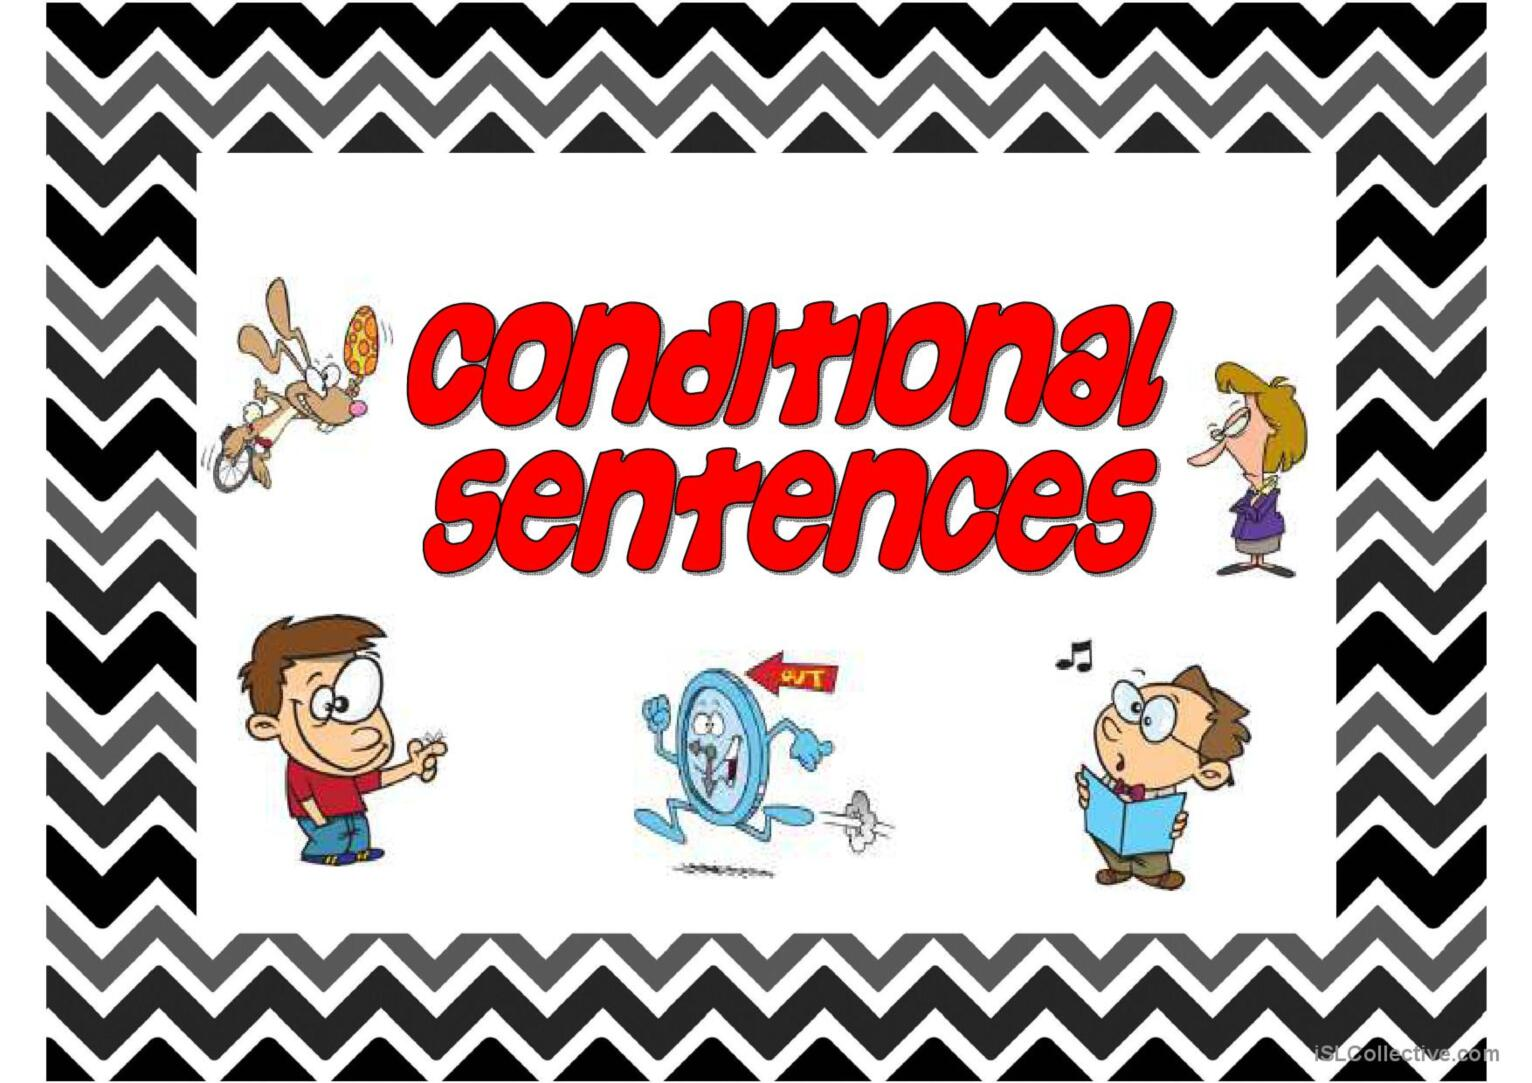 conditional
sentences
OUT
iSLCollective.com